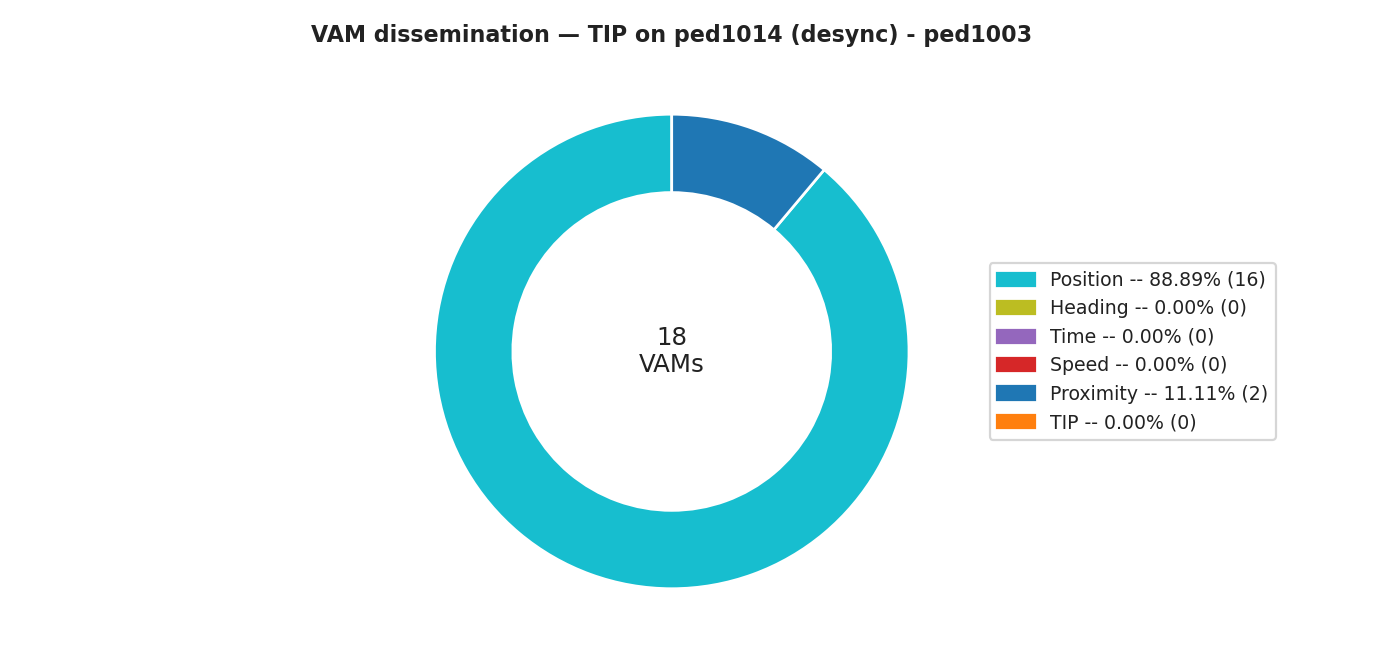 VAM dissemination — TIP on ped1014 (desync) - ped1003
18
VAMs
Position -- 88.89% (16)
Heading -- 0.00% (0)
Time -- 0.00% (0)
Speed -- 0.00% (0)
Proximity -- 11.11% (2)
TIP -- 0.00% (0)